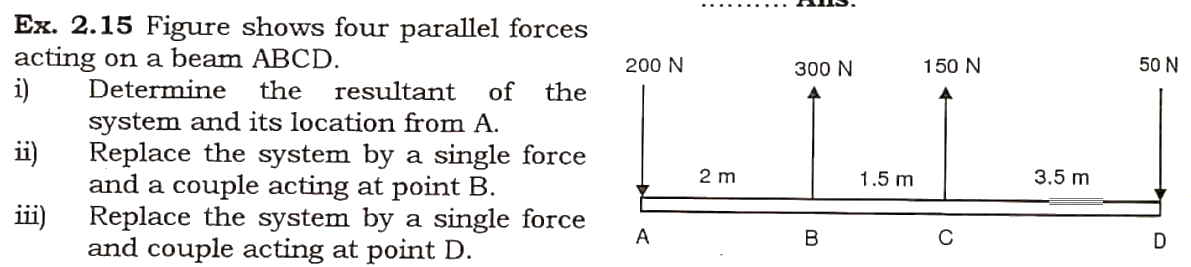 Ans.
Ex. 2.15 Figure shows four parallel forces
acting on a beam ABCD.
i) Determine the resultant of the
system and its location from A.
ii) Replace the system by a single force
and a couple acting at point B.
iii) Replace the system by a single force
and couple acting at point D.
200 N 300 N 150 N 50 N
2 m 1.5 m 3.5 m
A B C D